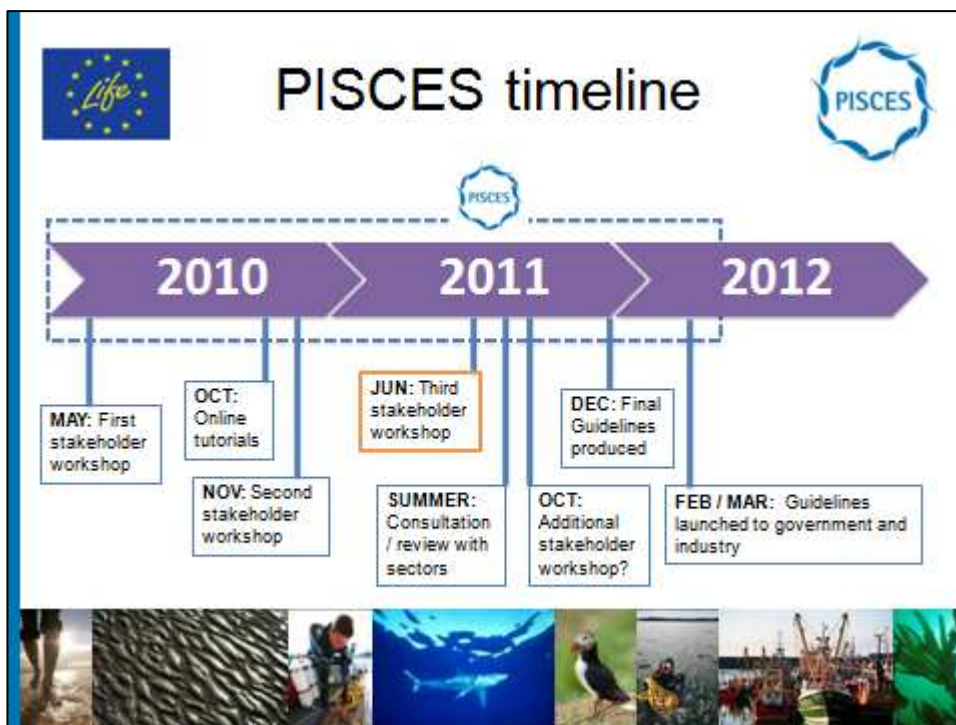 Life
PISCES timeline
PISCES
PISCES
2010
2011
2012
MAY: First
stakeholder
workshop
OCT:
Online
tutorials
NOV: Second
stakeholder
workshop
JUN: Third
stakeholder
workshop
SUMMER:
Consultation
/ review with
sectors
OCT:
Additional
stakeholder
workshop?
DEC: Final
Guidelines
produced
FEB / MAR: Guidelines
launched to government and
industry